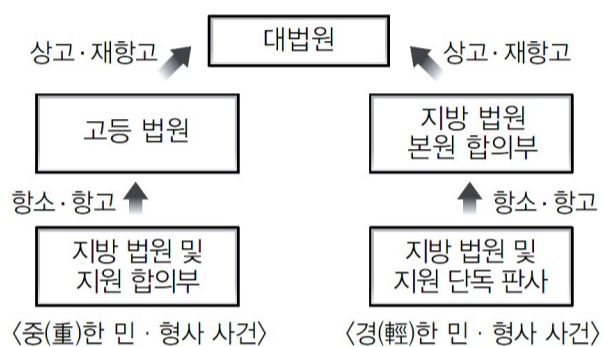 대법원
상고·재항고
상고·재항고
고등 법원
지방 법원
본원 합의부
항소·항고
항소·항고
지방 법원 및
지원 합의부
지방 법원 및
지원 단독 판사
〈중(重)한 민·형사 사건〉
〈경(輕)한 민·형사 사건〉